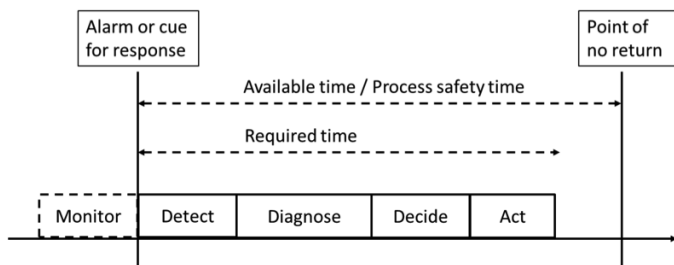 Alarm or cue
for response
Point of
no return
Available time / Process safety time
Required time
Monitor
Detect
Diagnose
Decide
Act